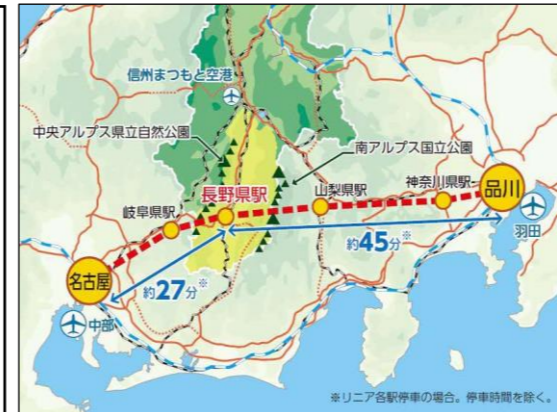 信州まつもと空港
中央アルプス県立自然公園
南アルプス国立公園
長野県駅
山梨県駅
神奈川県駅
品川
岐阜県駅
羽田
約45分※
名古屋
約27分※
中部
※リニア各駅停車の場合。停車時間を除く。